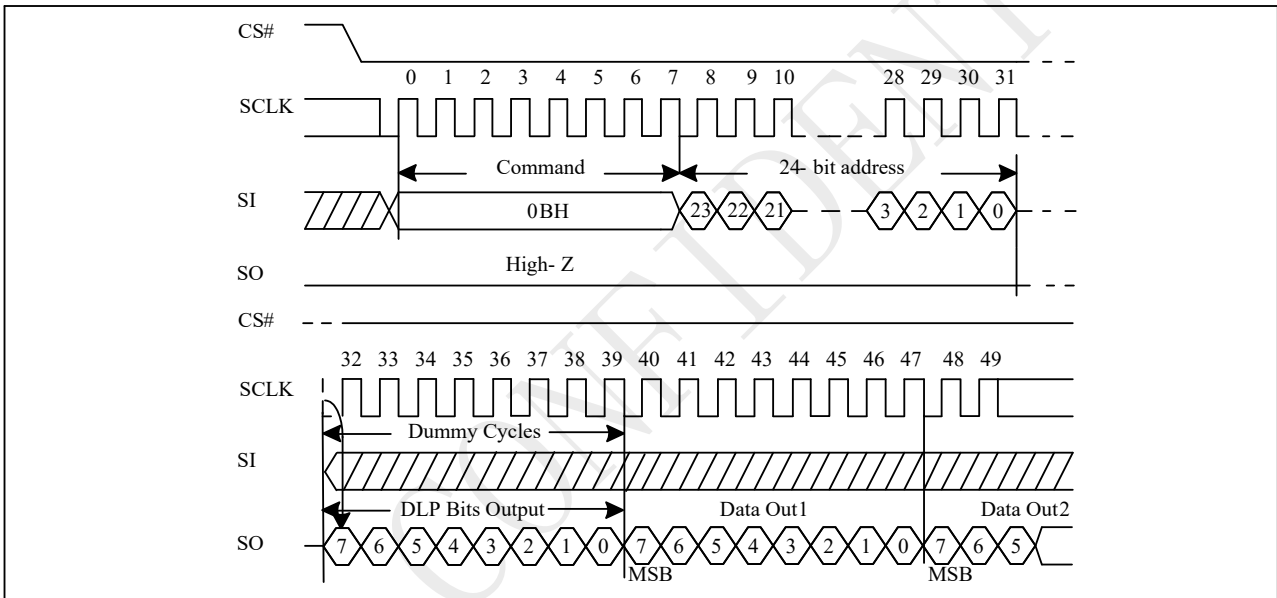 CS#
0 1 2 3 4 5 6 7 8 9 10 28 29 30 31
SCLK
Command 24- bit address
SI 0BH 23 22 21 3 2 1 0
High- Z
SO
CS#
32 33 34 35 36 37 38 39 40 41 42 43 44 45 46 47 48 49
SCLK
Dummy Cycles
SI
DLP Bits Output Data Out1 Data Out2
SO 7 6 5 4 3 2 1 0 7 6 5 4 3 2 1 0 7 6 5
MSB MSB
CONFIDENT